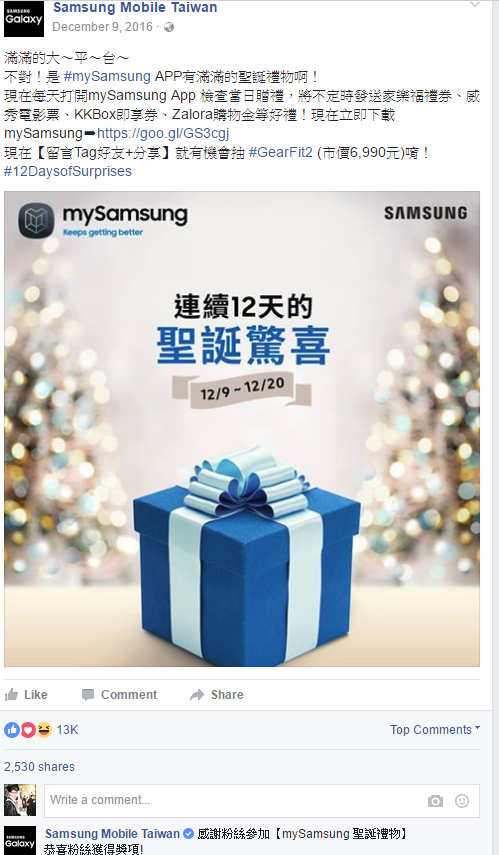 SAMSUNG
Galaxy
Samsung Mobile Taiwan
December 9, 2016 ·
滿滿的大~平~台~
不對！是 #mySamsung APP有滿滿的聖誕禮物啊！
現在每天打開mySamsung App 檢查當日贈禮，將不定時發送家樂福禮券、威
秀電影票、KKBox即享券、Zalora購物金等好禮！現在立即下載
mySamsung➡https://goo.gl/GS3cgj
現在【留言Tag好友+分享】就有機會抽 #GearFit2 (市價6,990元)唷！
#12DaysofSurprises
mySamsung
Keeps getting better
SAMSUNG
連續12天的
聖誕驚喜
12/9 ~ 12/20
Like
Comment
Share
13K
Top Comments
2,530 shares
Write a comment...
SAMSUNG
Galaxy
Samsung Mobile Taiwan 感謝粉絲參加【mySamsung 聖誕禮物】
恭喜粉絲獲得獎項!